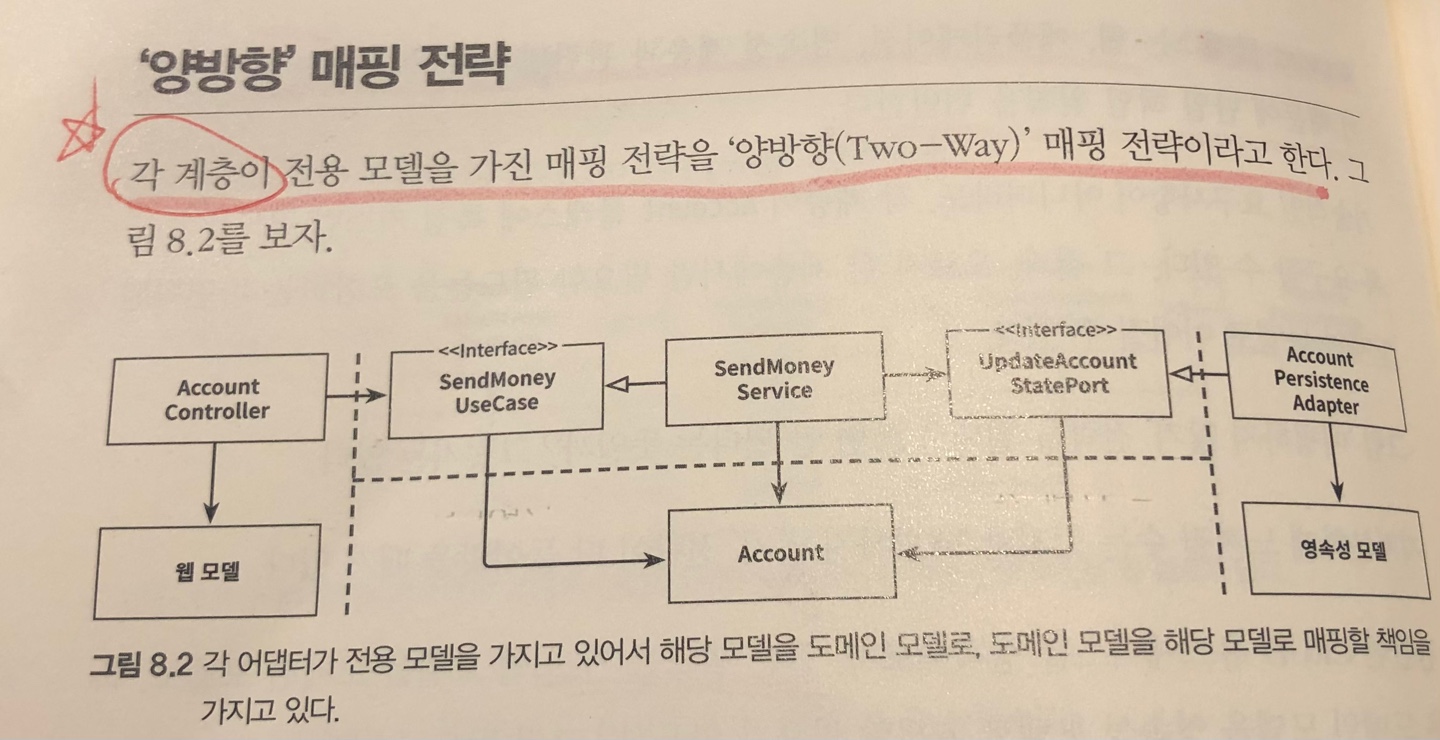 ‘양방향’ 매핑 전략
각 계층이 전용 모델을 가진 매핑 전략을 ‘양방향(Two-Way)’ 매핑 전략이라고 한다. 그
림 8.2를 보자.
Account
Controller
<<Interface>>
SendMoney
UseCase
SendMoney
Service
<<Interface>>
UpdateAccount
StatePort
Account
Persistence
Adapter
웹 모델
Account
영속성 모델
그림 8.2 각 어댑터가 전용 모델을 가지고 있어서 해당 모델을 도메인 모델로, 도메인 모델을 해당 모델로 매핑할 책임을
가지고 있다.